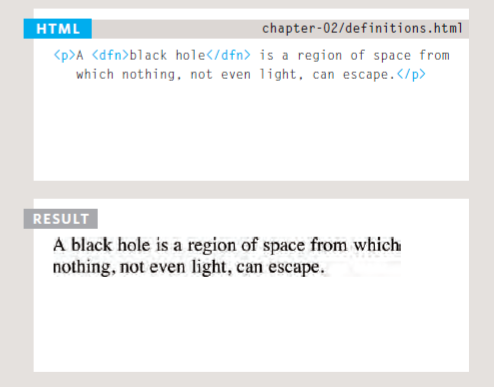 HTML
chapter-02/definitions.html
<p>A <dfn>black hole</dfn> is a region of space from
which nothing, not even light, can escape.</p>
RESULT
A black hole is a region of space from which
nothing, not even light, can escape.